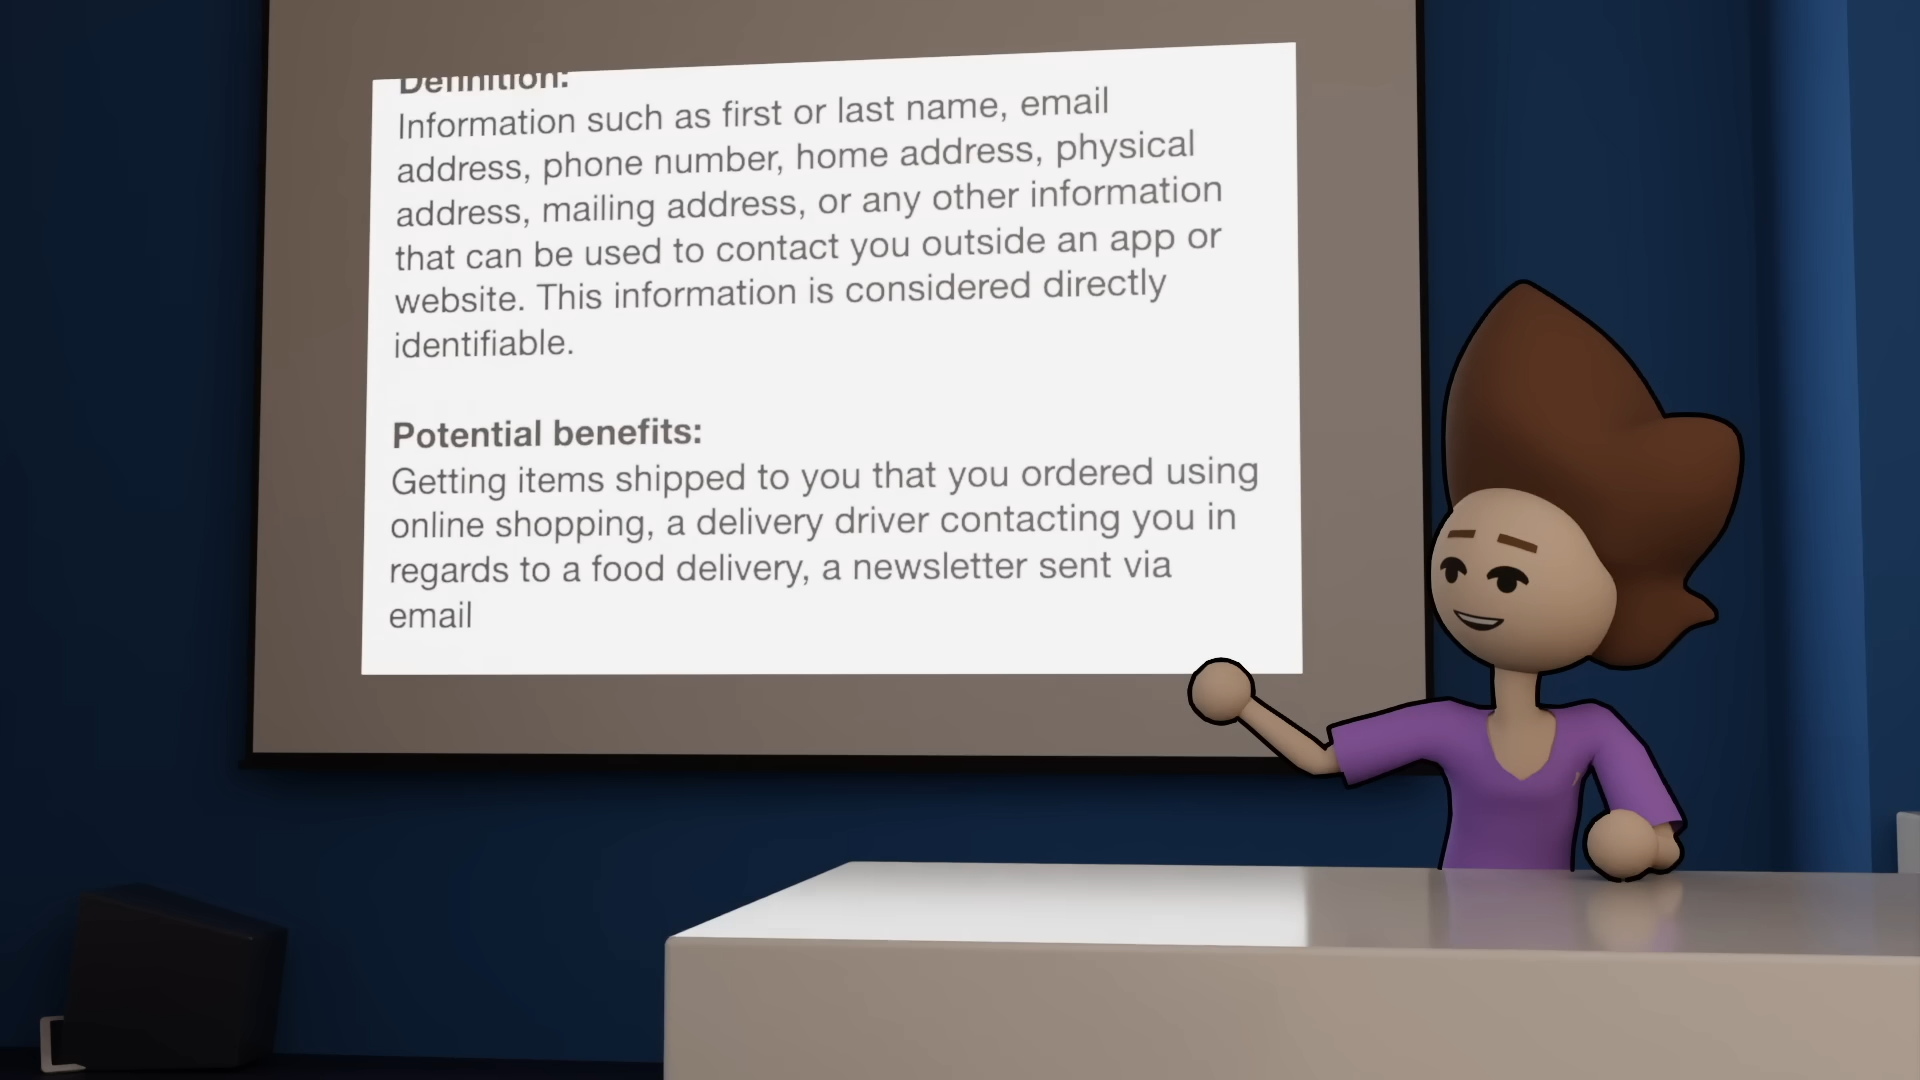 Definition:
Information such as first or last name, email
address, phone number, home address, physical
address, mailing address, or any other information
that can be used to contact you outside an app or
website. This information is considered directly
identifiable.
Potential benefits:
Getting items shipped to you that you ordered using
online shopping, a delivery driver contacting you in
regards to a food delivery, a newsletter sent via
email